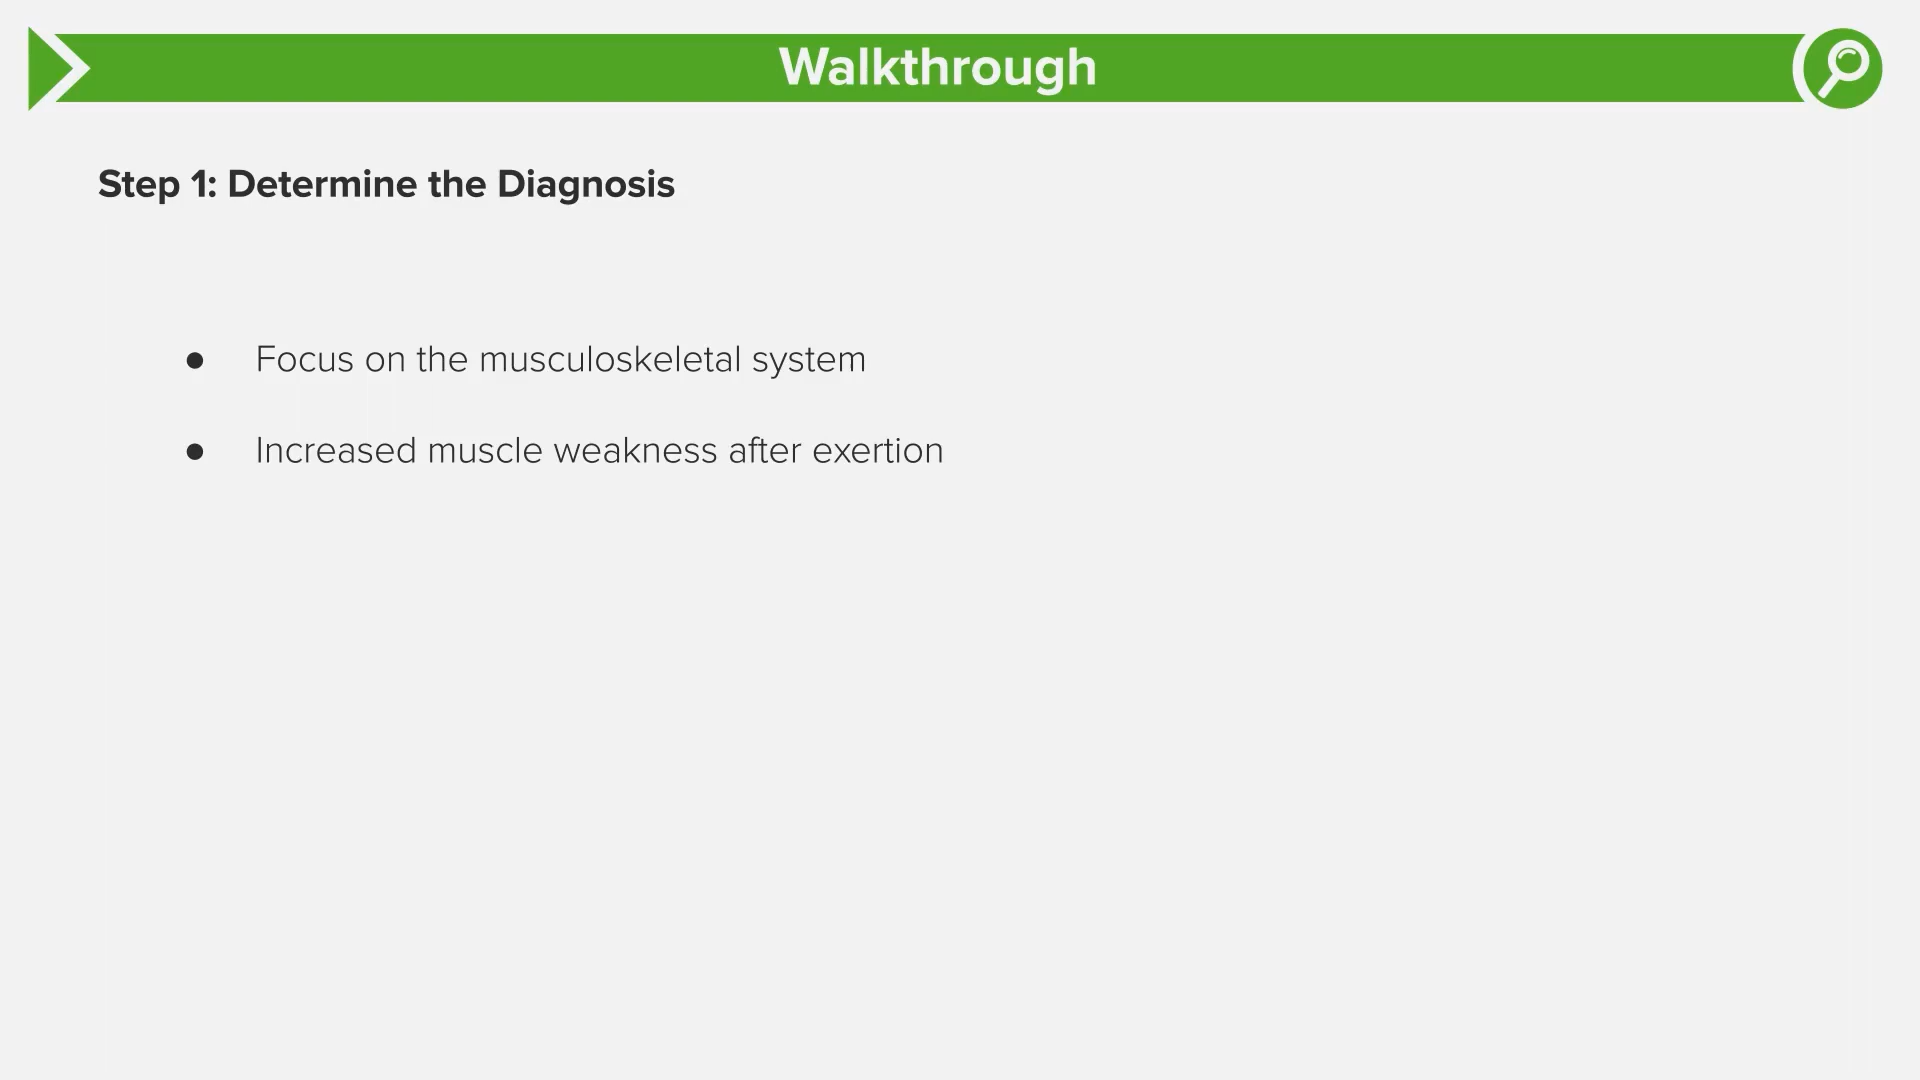 Walkthrough
Step 1: Determine the Diagnosis
● Focus on the musculoskeletal system
● Increased muscle weakness after exertion